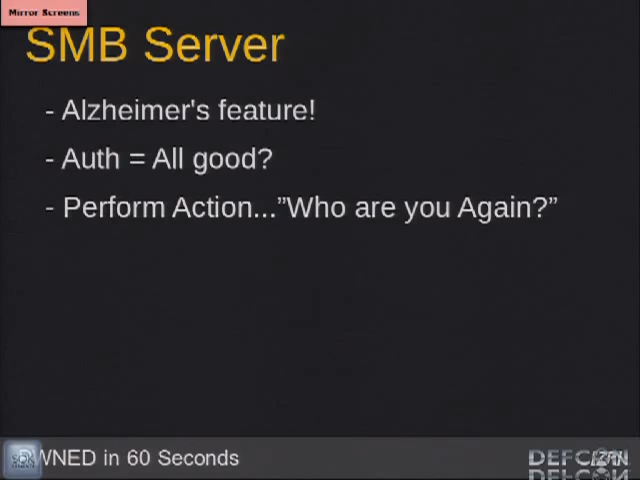 Mirror Screens
SMB Server
- Alzheimer's feature!
- Auth = All good?
- Perform Action...”Who are you Again?”
WNED in 60 Seconds
DEFCON